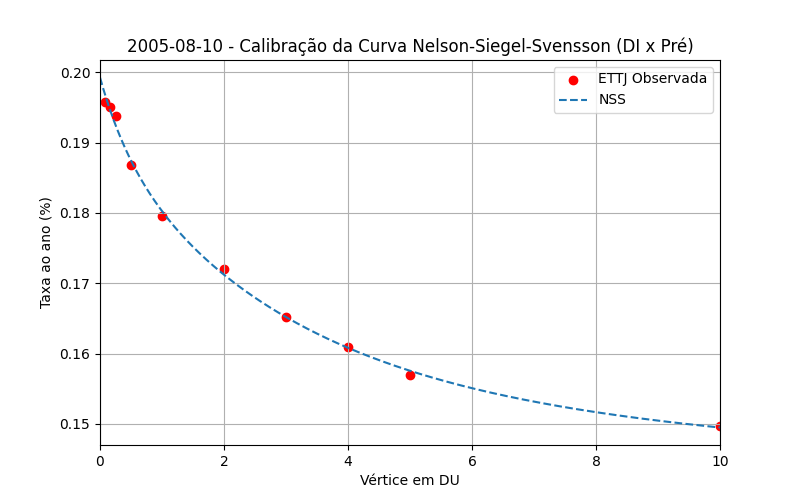 2005-08-10 - Calibração da Curva Nelson-Siegel-Svensson (DI x Pré)
ETTJ Observada
NSS
Taxa ao ano (%)
0.20
0.19
0.18
0.17
0.16
0.15
0 2 4 6 8 10
Vértice em DU